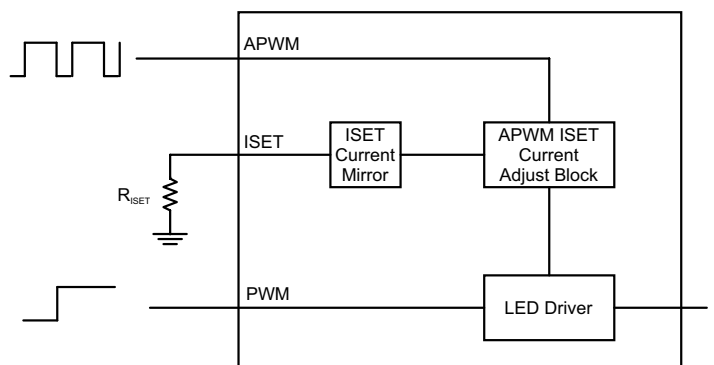 APWM
ISET
ISET
Current
Mirror
APWM ISET
Current
Adjust Block
RISET
PWM
LED Driver